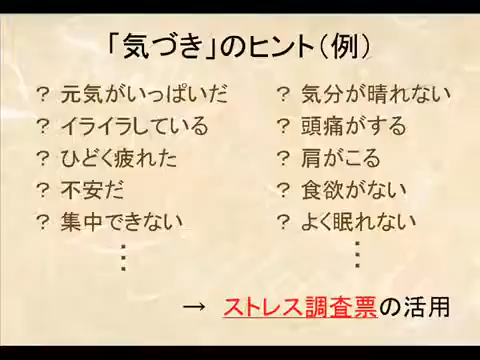 「気づき」のヒント(例)
? 元気がいっぱいだ
? イライラしている
? ひどく疲れた
? 不安だ
? 集中できない
⋮
? 気分が晴れない
? 頭痛がする
? 肩がこる
? 食欲がない
? よく眠れない
⋮
→ ストレス調査票の活用